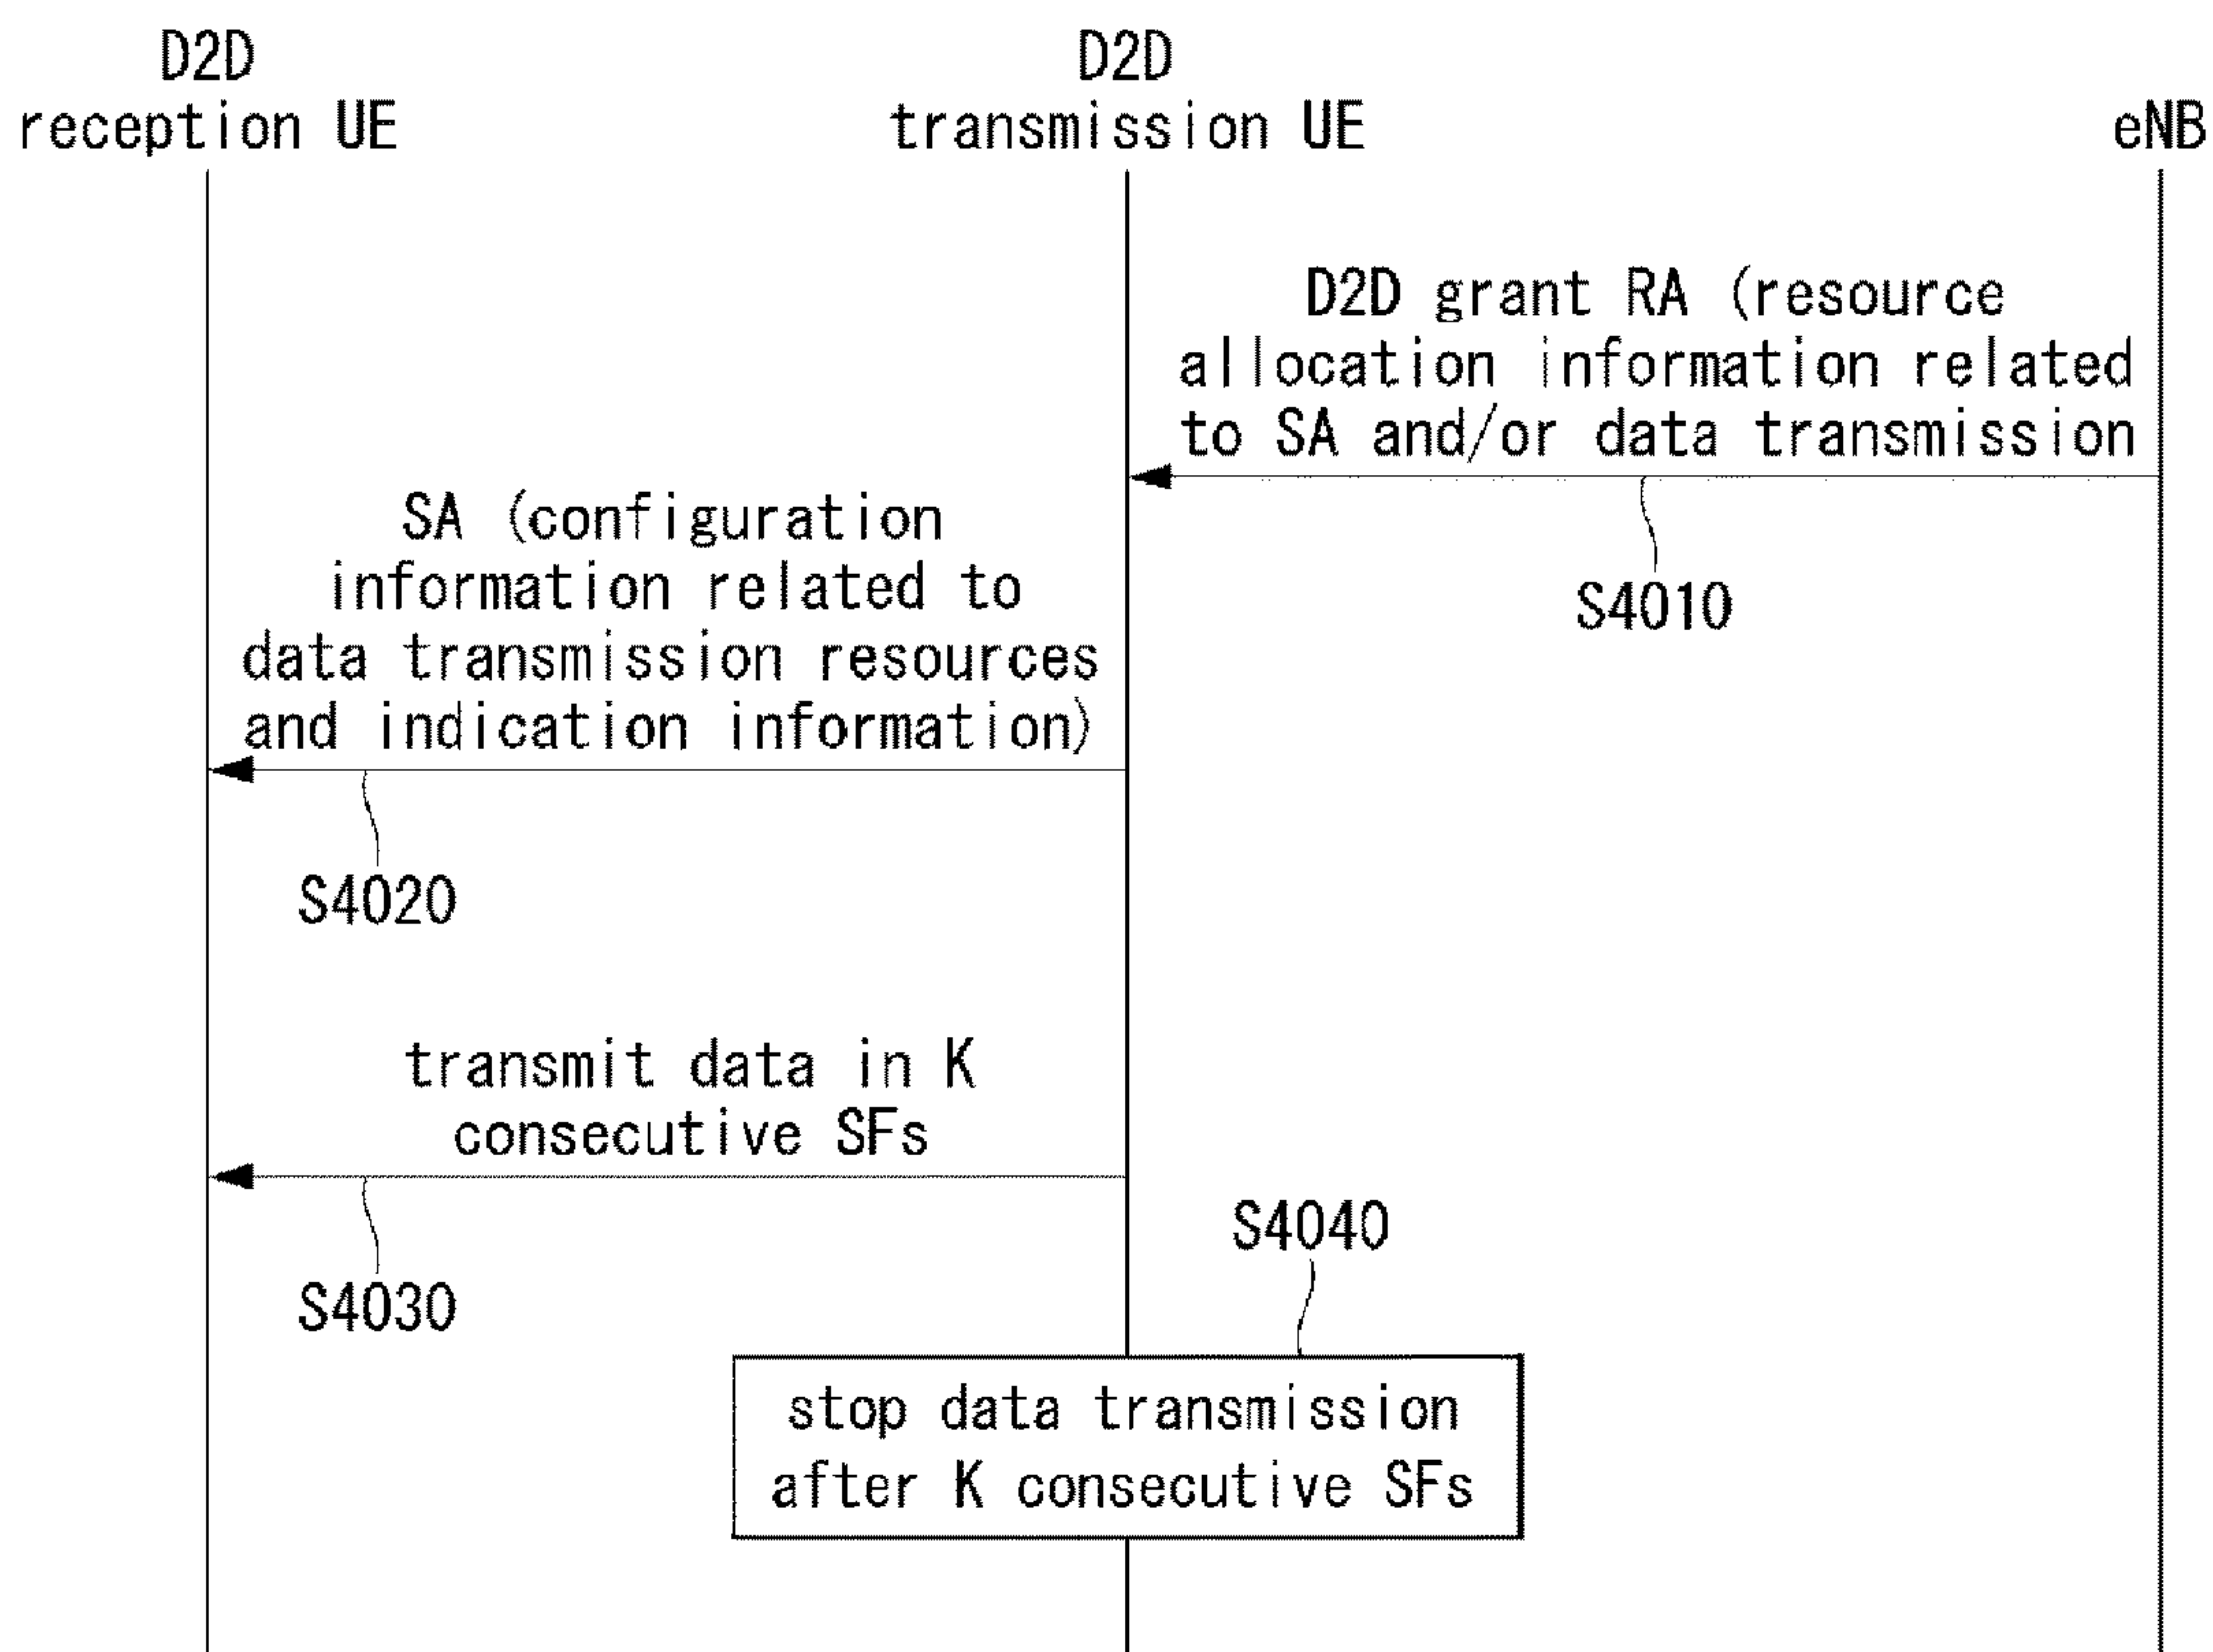 D2D
reception UE
D2D
transmission UE
eNB
D2D grant RA (resource
allocation information related
to SA and/or data transmission
S4010
SA (configuration
information related to
data transmission resources
and indication information)
S4020
transmit data in K
consecutive SFs
S4030
S4040
stop data transmission
after K consecutive SFs